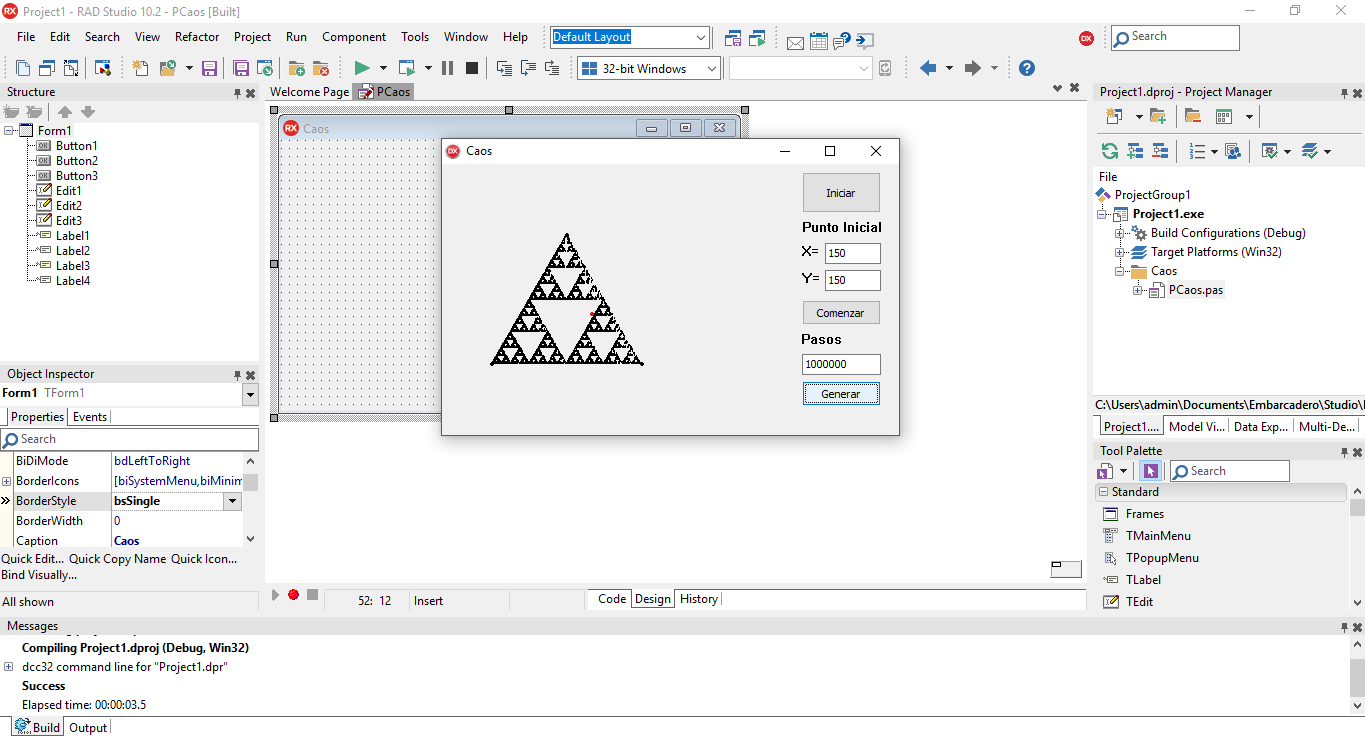 Project1 - RAD Studio 10.2 - PCaos [Built]
File Edit Search View Refactor Project Run Component Tools Window Help Default Layout Search
32-bit Windows
Structure
Form1
Button1
Button2
Button3
Edit1
Edit2
Edit3
Label1
Label2
Label3
Label4
Object Inspector
Form1 TForm1
Properties Events
Search
BiDiMode bdLeftToRight
BorderIcons [biSystemMenu,biMinim
BorderStyle bsSingle
BorderWidth 0
Caption Caos
Quick Edit... Quick Copy Name Quick Icon...
Bind Visually...
All shown
Welcome Page PCaos
Caos
Caos
Iniciar
Punto Inicial
X= 150
Y= 150
Comenzar
Pasos
1000000
Generar
52: 12 Insert Code Design History
Project1.dproj - Project Manager
File
ProjectGroup1
Project1.exe
Build Configurations (Debug)
Target Platforms (Win32)
Caos
PCaos.pas
C:\Users\admin\Documents\Embarcadero\Studio\
Project1.... Model Vi... Data Exp... Multi-De...
Tool Palette
Search
Standard
Frames
TMainMenu
TPopupMenu
TLabel
TEdit
Messages
Compiling Project1.dproj (Debug, Win32)
dcc32 command line for "Project1.dpr"
Success
Elapsed time: 00:00:03.5
Build Output